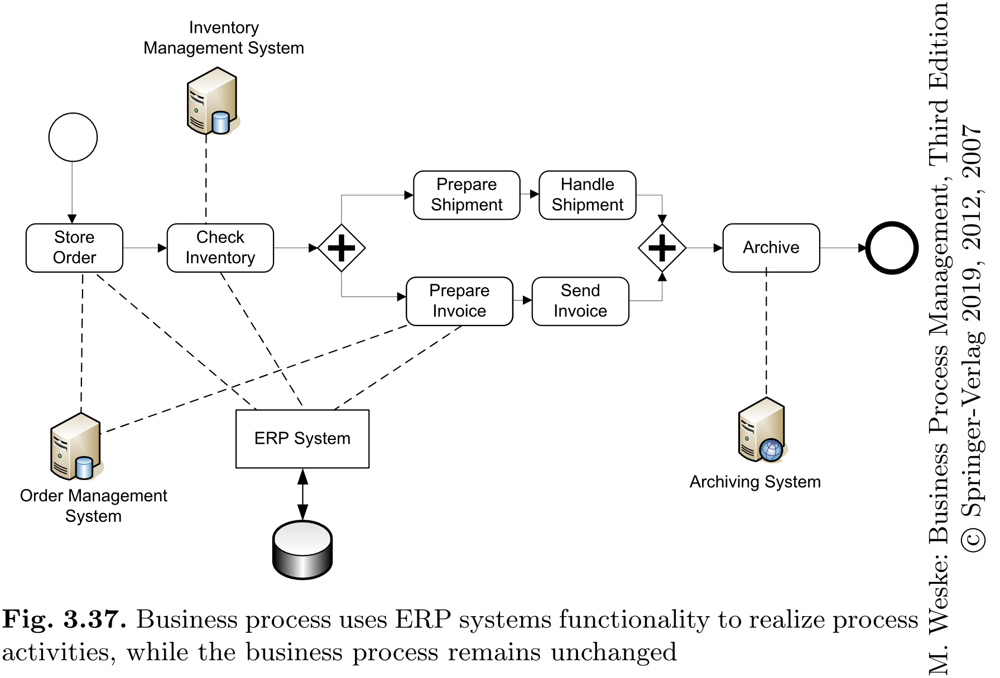 Inventory
Management System
Prepare
Shipment
Handle
Shipment
Store
Order
Check
Inventory
Archive
Prepare
Invoice
Send
Invoice
ERP System
Order Management
System
Archiving System
Fig. 3.37. Business process uses ERP systems functionality to realize process
activities, while the business process remains unchanged
M. Weske: Business Process Management, Third Edition
© Springer-Verlag 2019, 2012, 2007